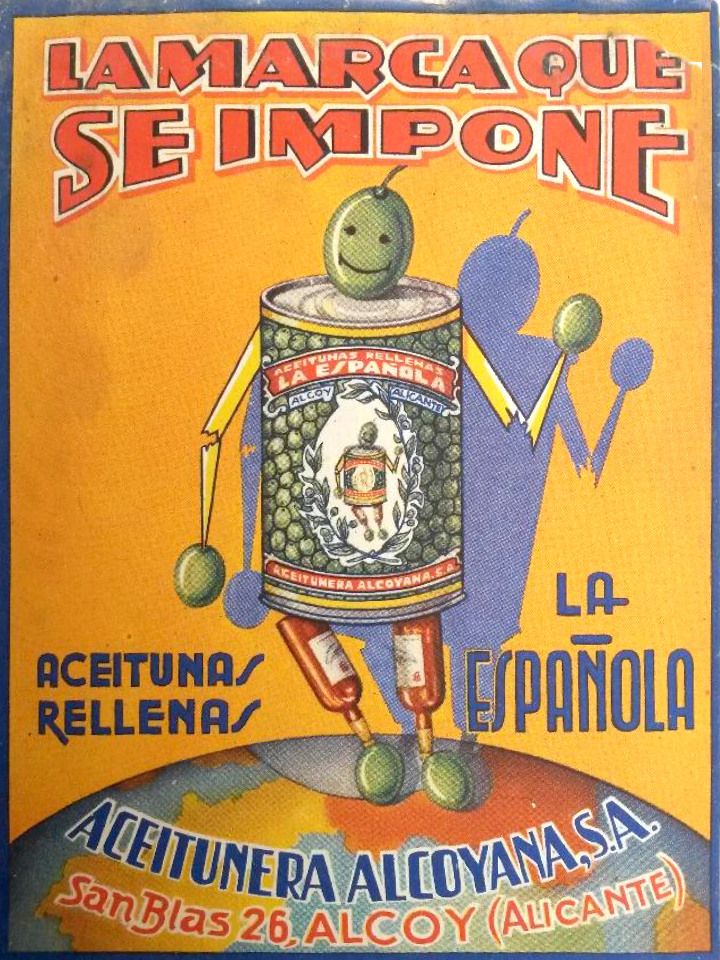 LA MARCA QUE
SE IMPONE
ACEITUNAS RELLENAS
LA ESPAÑOLA
ALCOY ALICANTE
ACEITUNERA ALCOYANA, S.A.
ACEITUNAS
RELLENAS
LA
ESPAÑOLA
ACEITUNERA ALCOYANA, S.A.
San Blas 26, ALCOY (ALICANTE)